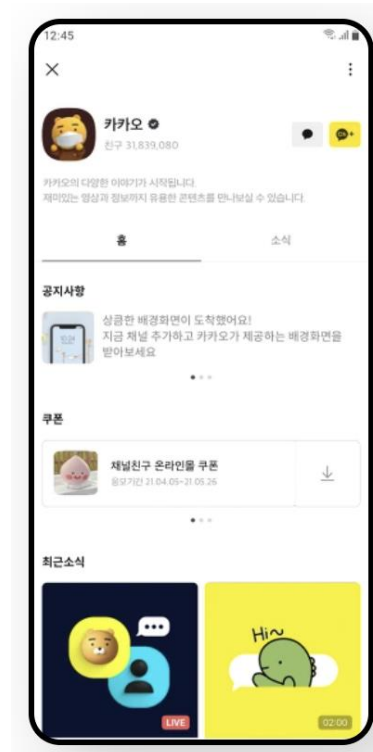 12:45
카카오
친구 31,839,080
카카오의 다양한 이야기가 시작됩니다.
재미있는 영상과 정보까지 유용한 콘텐츠를 만나보실 수 있습니다.
홈
소식
공지사항
상큼한 배경화면이 도착했어요!
지금 채널 추가하고 카카오가 제공하는 배경화면을
받아보세요
쿠폰
채널친구 온라인몰 쿠폰
응모기간 21.04.05~21.05.26
최근소식
Hi~
LIVE
02:00